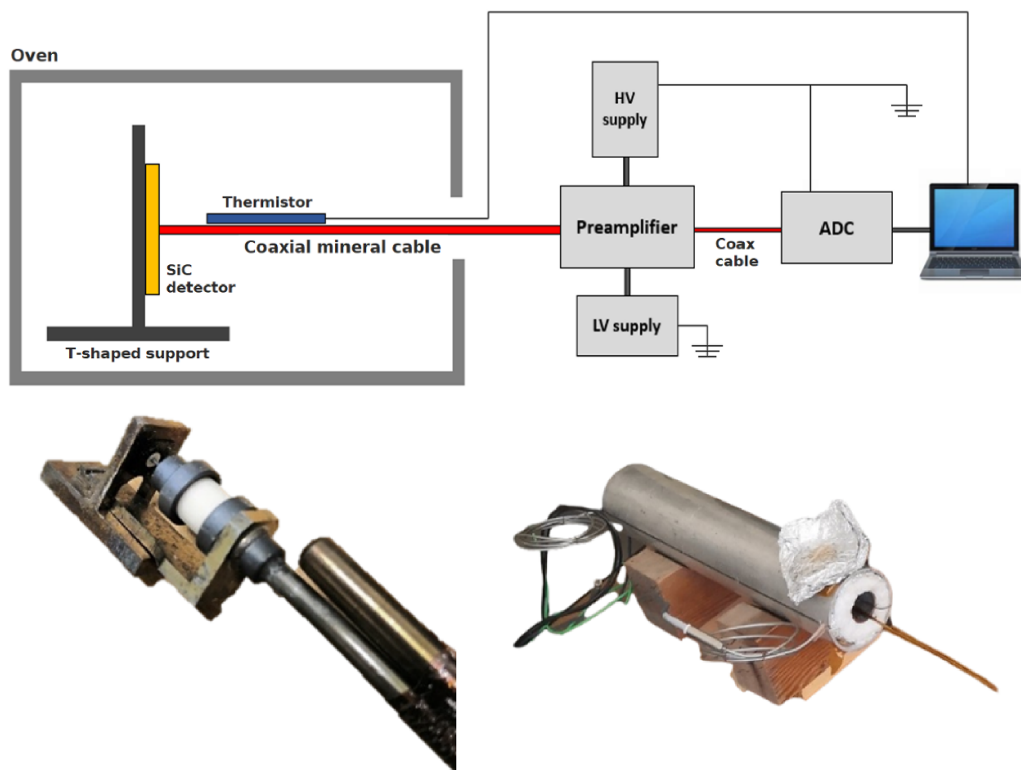 Oven
HV
supply
Thermistor
Coaxial mineral cable
Preamplifier
Coax
cable
ADC
SiC
detector
LV supply
T-shaped support